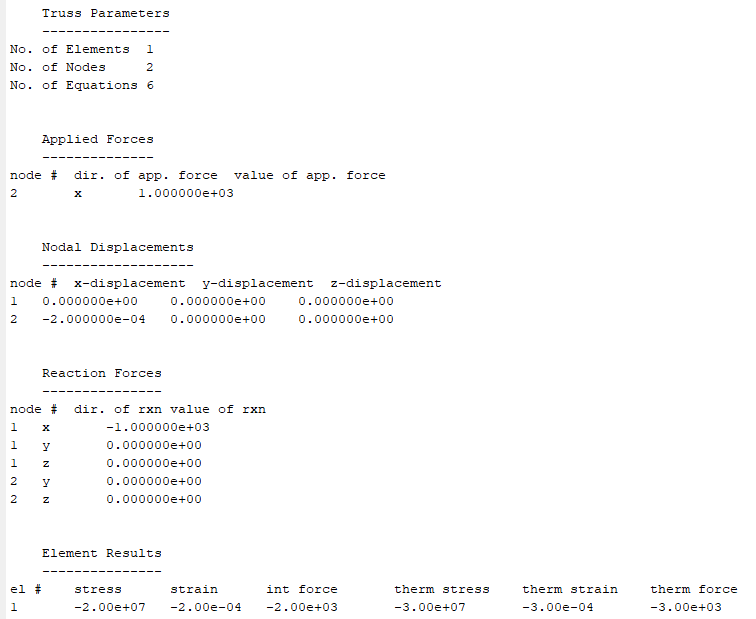 Truss Parameters
----------------
No. of Elements  1
No. of Nodes     2
No. of Equations 6
Applied Forces
--------------
node #  dir. of app. force  value of app. force
2       x       1.000000e+03
Nodal Displacements
-------------------
node #  x-displacement  y-displacement  z-displacement
1   0.000000e+00    0.000000e+00    0.000000e+00
2   -2.000000e-04   0.000000e+00    0.000000e+00
Reaction Forces
---------------
node #  dir. of rxn value of rxn
1   x       -1.000000e+03
1   y       0.000000e+00
1   z       0.000000e+00
2   y       0.000000e+00
2   z       0.000000e+00
Element Results
---------------
el #    stress      strain      int force       therm stress    therm strain    therm force
1       -2.00e+07   -2.00e-04   -2.00e+03       -3.00e+07       -3.00e-04       -3.00e+03